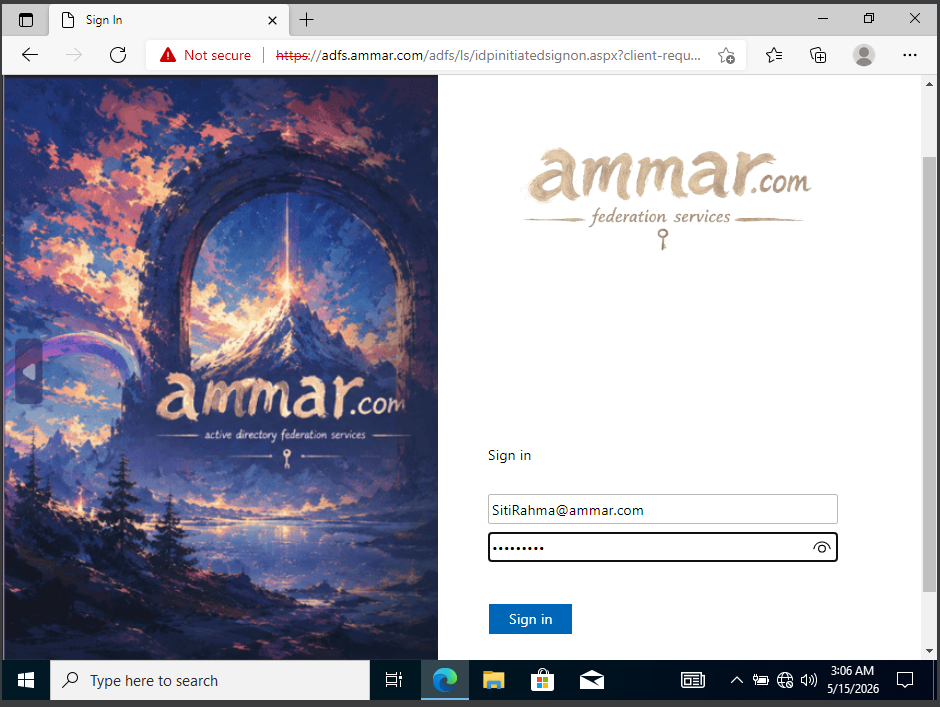 Sign In
Not secure
https://adfs.ammar.com/adfs/ls/idpinitiatedsignon.aspx?client-requ...
ammar.com
active directory federation services
ammar.com
federation services
Sign in
SitiRahma@ammar.com
•••••••••
Sign in
Type here to search
3:06 AM
5/15/2026